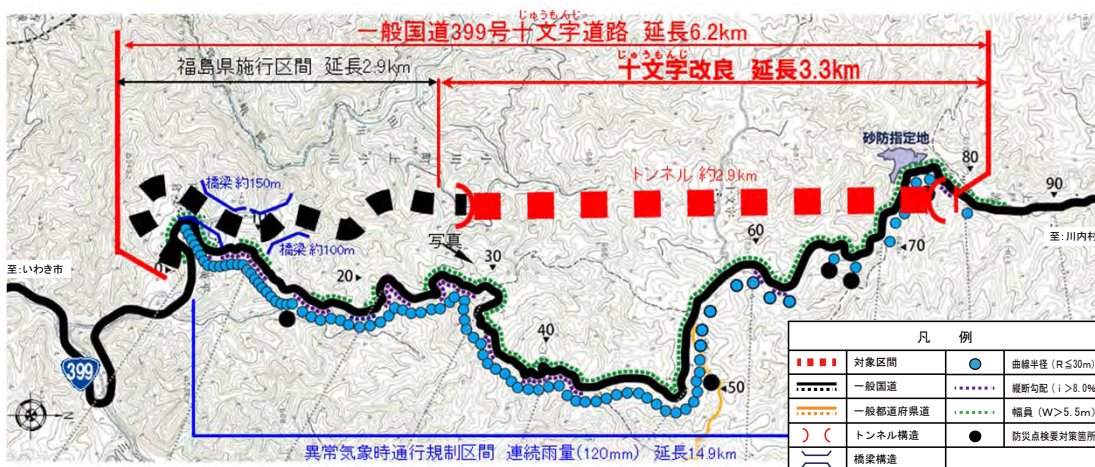 じゅうもんじ
一般国道399号十文字道路 延長6.2km
福島県施行区間 延長2.9km
じゅうもんじ
十文字改良 延長3.3km
砂防指定地
80
90
橋梁 約150m
トンネル 約2.9km
至:川内村
橋梁 約100m
写真
至:いわき市
0
20
30
60
70
40
50
399
N
凡 例
対象区間
曲線半径(R≦30m)
一般国道
縦断勾配(i>8.0%
一般都道府県道
幅員(W>5.5m)
トンネル構造
防災点検要対策箇所
橋梁構造
異常気象時通行規制区間 連続雨量(120mm) 延長14.9km